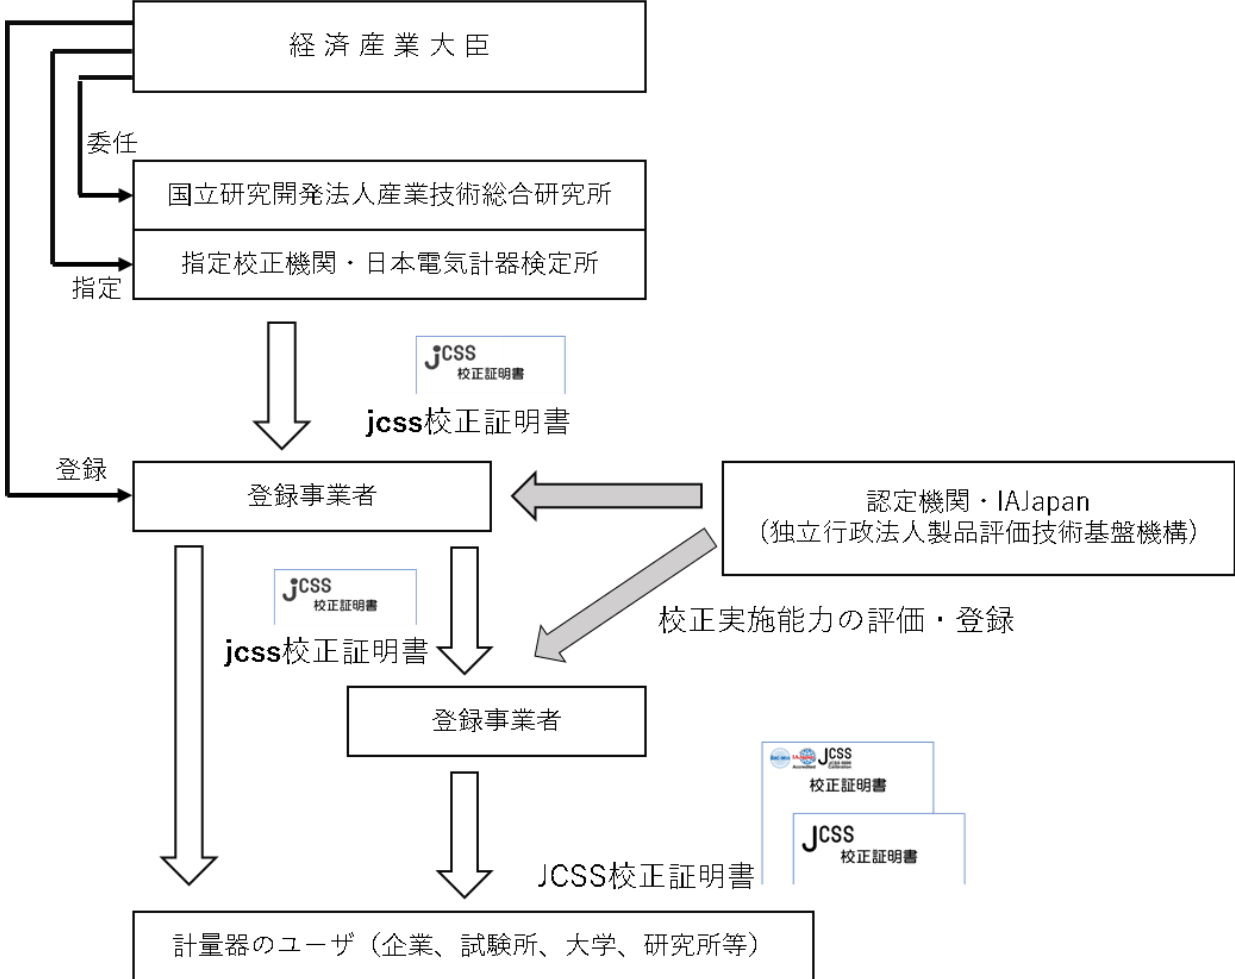 経済産業大臣
委任
国立研究開発法人産業技術総合研究所
指定校正機関・日本電気計器検定所
指定
jCSS
校正証明書
jcss校正証明書
登録
登録事業者
認定機関・IAJapan
（独立行政法人製品評価技術基盤機構）
jCSS
校正証明書
jcss校正証明書
校正実施能力の評価・登録
登録事業者
JCSS
Calibration
校正証明書
JCSS
校正証明書
JCSS校正証明書
計量器のユーザ（企業、試験所、大学、研究所等）